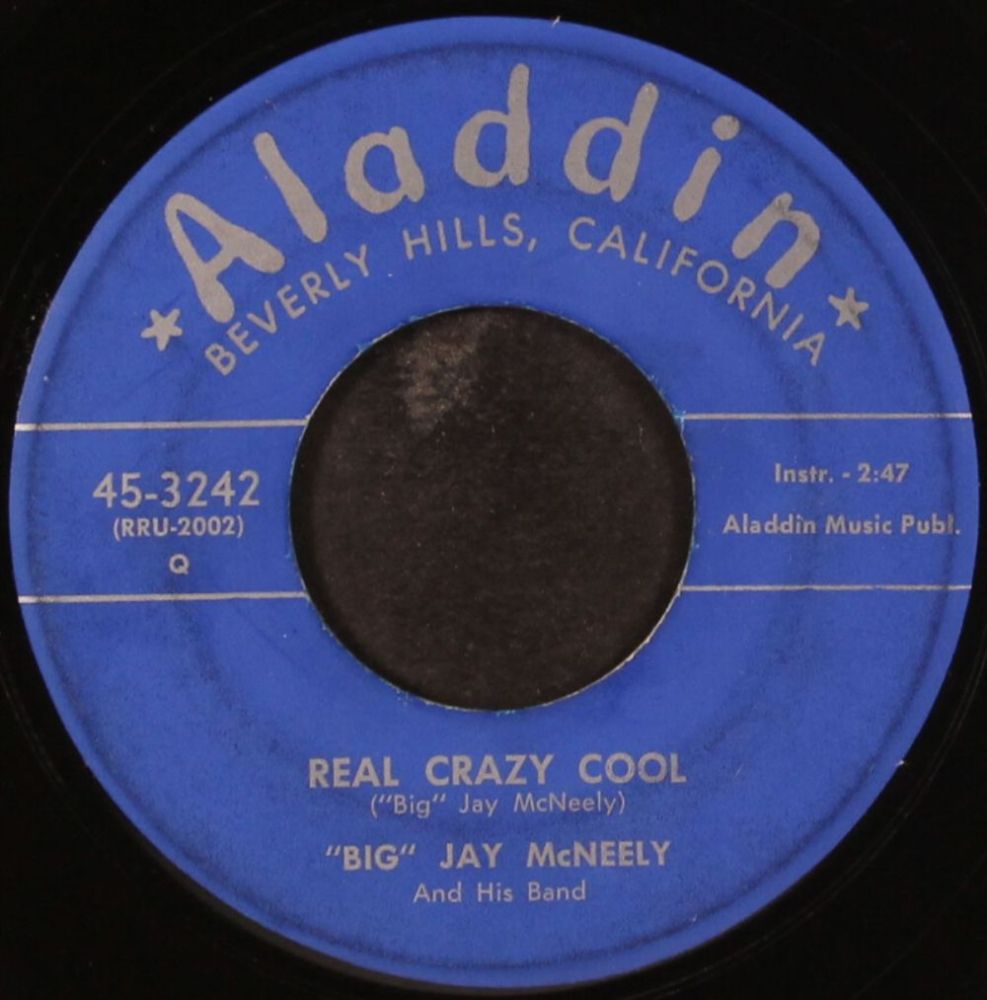 Aladdin
BEVERLY HILLS, CALIFORNIA
45-3242
(RRU-2002)
Q
Instr. - 2:47
Aladdin Music Publ.
REAL CRAZY COOL
("Big" Jay McNeely)
"BIG" JAY McNEELY
And His Band